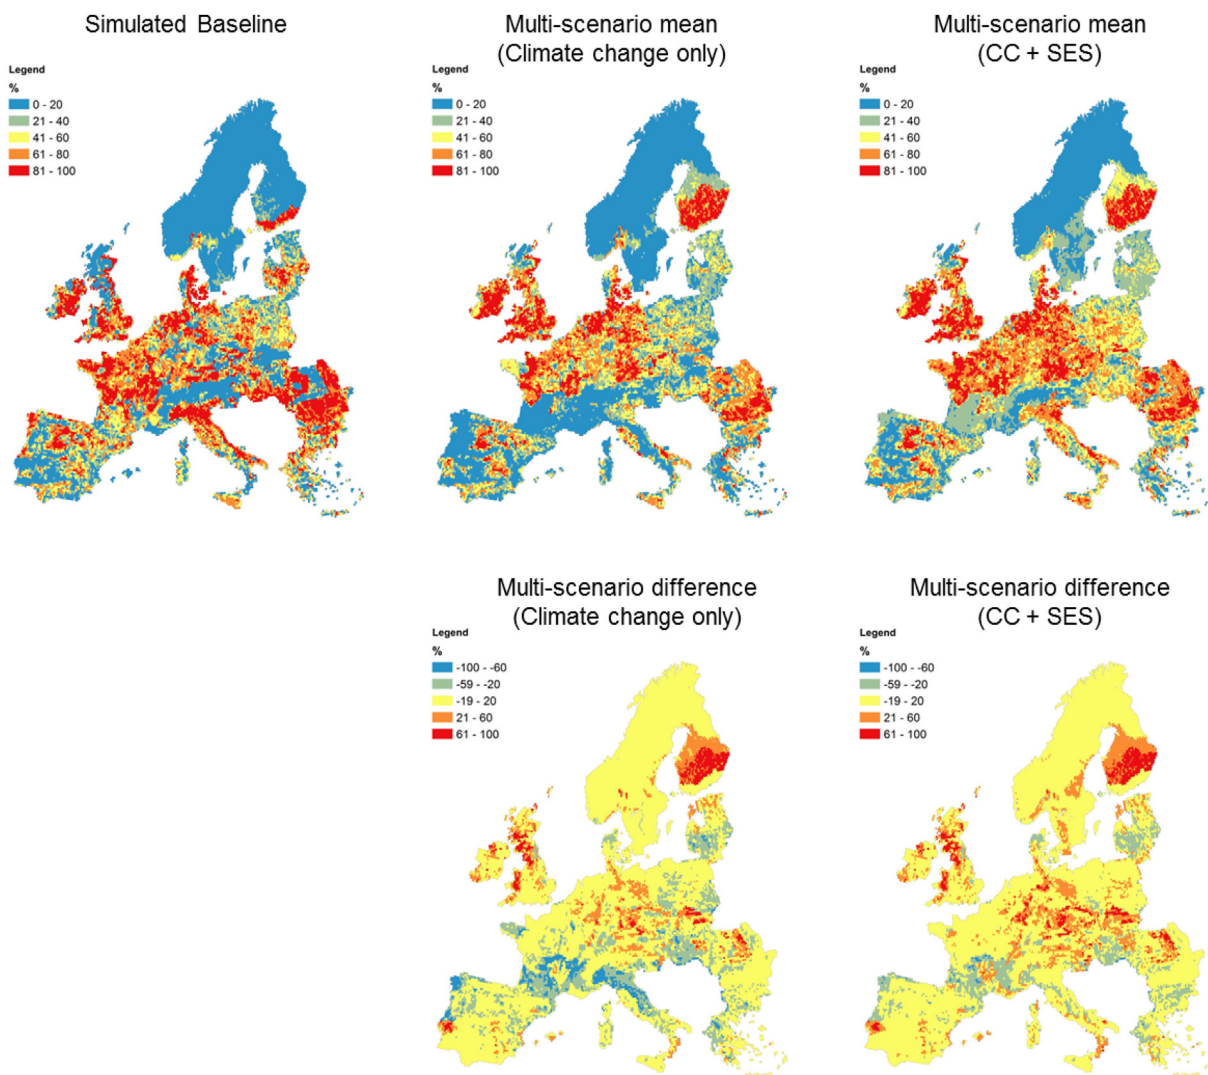 Simulated Baseline
Legend
%
0 - 20
21 - 40
41 - 60
61 - 80
81 - 100
Multi-scenario mean
(Climate change only)
Legend
%
0 - 20
21 - 40
41 - 60
61 - 80
81 - 100
Multi-scenario mean
(CC + SES)
Legend
%
0 - 20
21 - 40
41 - 60
61 - 80
81 - 100
Multi-scenario difference
(Climate change only)
Legend
%
-100 - -60
-59 - -20
-19 - 20
21 - 60
61 - 100
Multi-scenario difference
(CC + SES)
Legend
%
-100 - -60
-59 - -20
-19 - 20
21 - 60
61 - 100